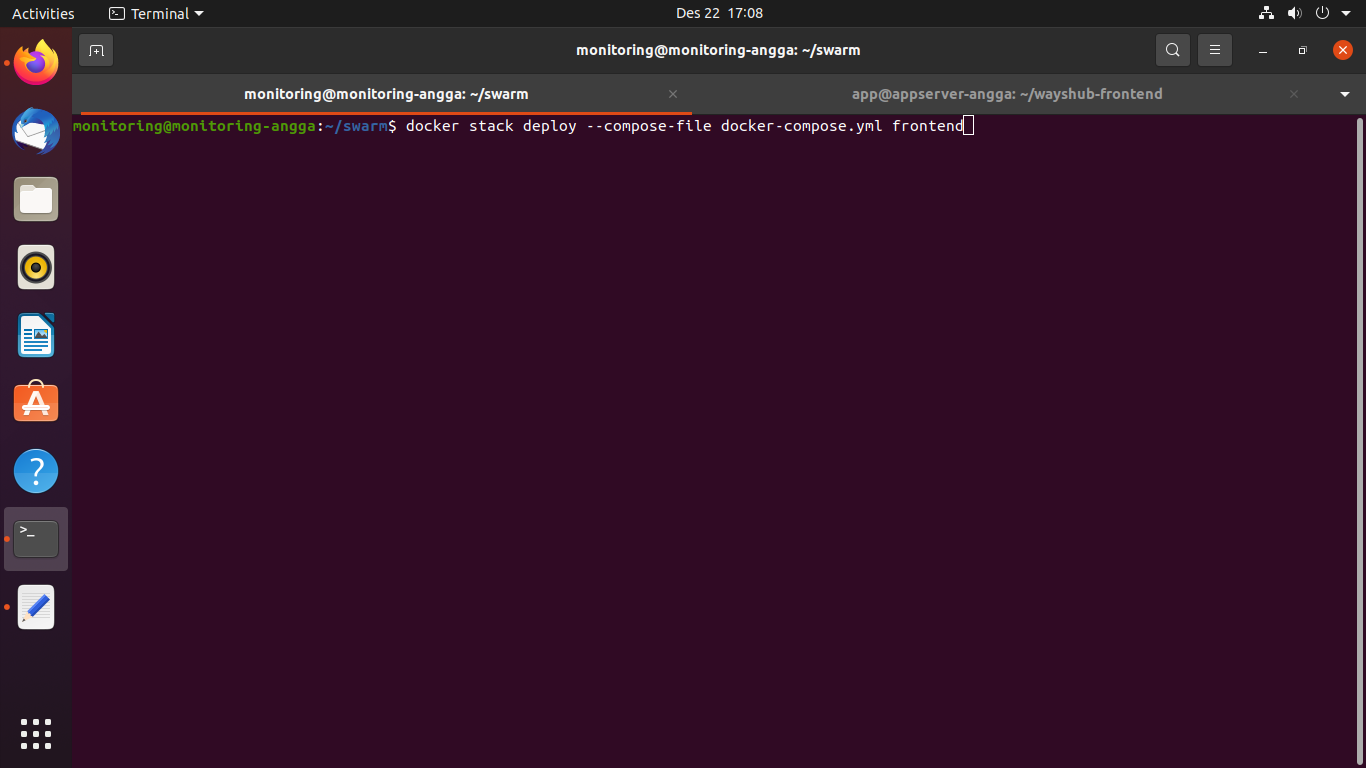 Activities
Terminal
Des 22 17:08
monitoring@monitoring-angga: ~/swarm
monitoring@monitoring-angga: ~/swarm
app@appserver-angga: ~/wayshub-frontend
monitoring@monitoring-angga:~/swarm$ docker stack deploy --compose-file docker-compose.yml frontend